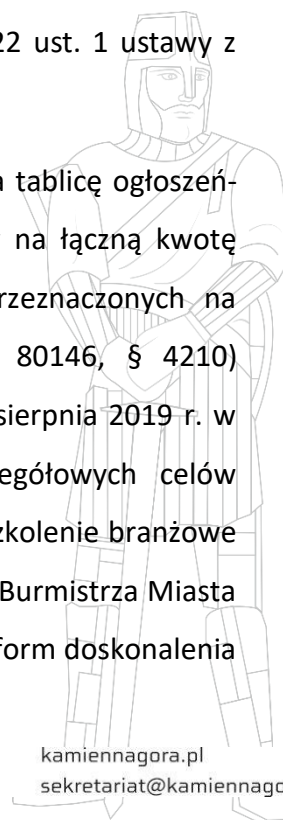 22 ust. 1 ustawy z
tablicę ogłoszeń-
na łączną kwotę
rzeznaczonych na
80146, § 4210)
sierpnia 2019 r. w
egółowych celów
zkolenie branżowe
Burmistrza Miasta
form doskonalenia
kamiennagora.pl
sekretariat@kamiennago